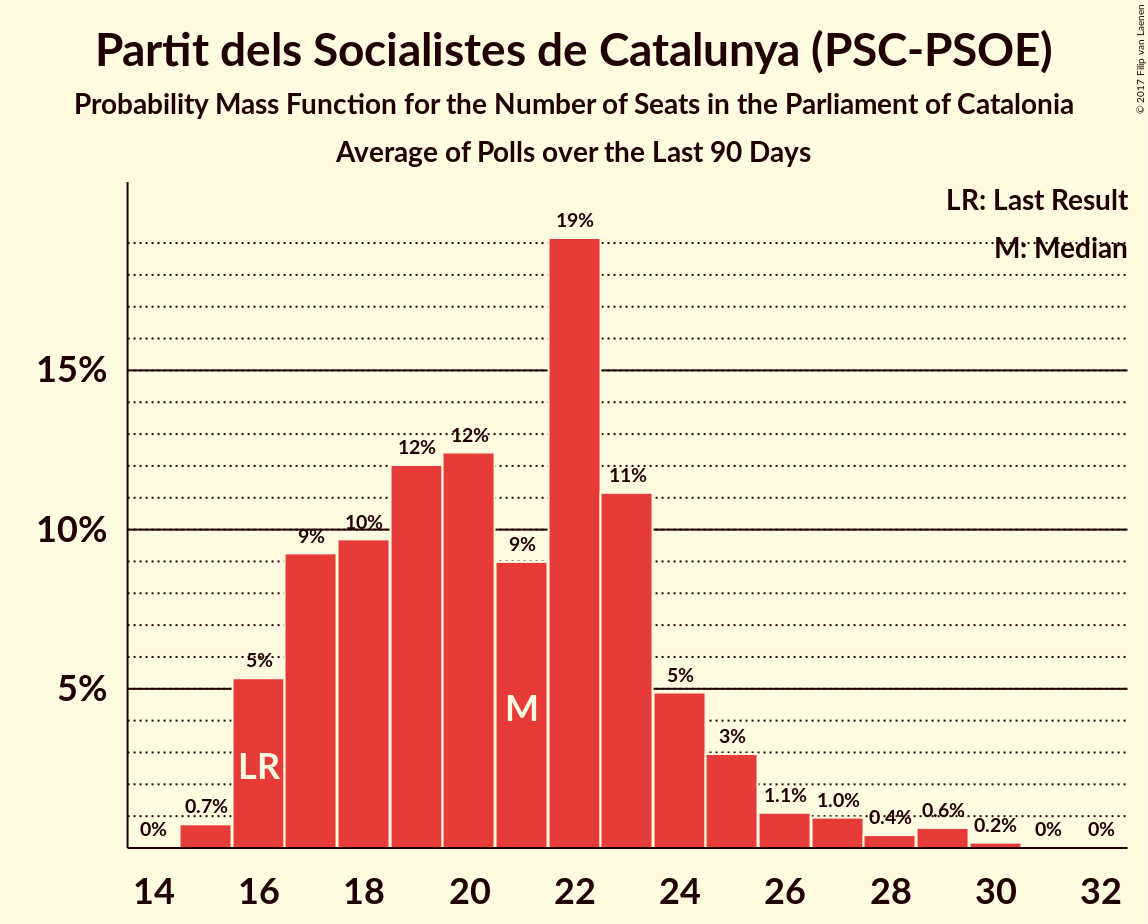 Partit dels Socialistes de Catalunya (PSC-PSOE)
Probability Mass Function for the Number of Seats in the Parliament of Catalonia
Average of Polls over the Last 90 Days
© 2017 Filip van Laenen
LR: Last Result
M: Median
15%
10%
5%
0%
0.7%
5%
9%
10%
12%
12%
9%
19%
11%
5%
3%
1.1%
1.0%
0.4%
0.6%
0.2%
0%
0%
LR
M
14 16 18 20 22 24 26 28 30 32